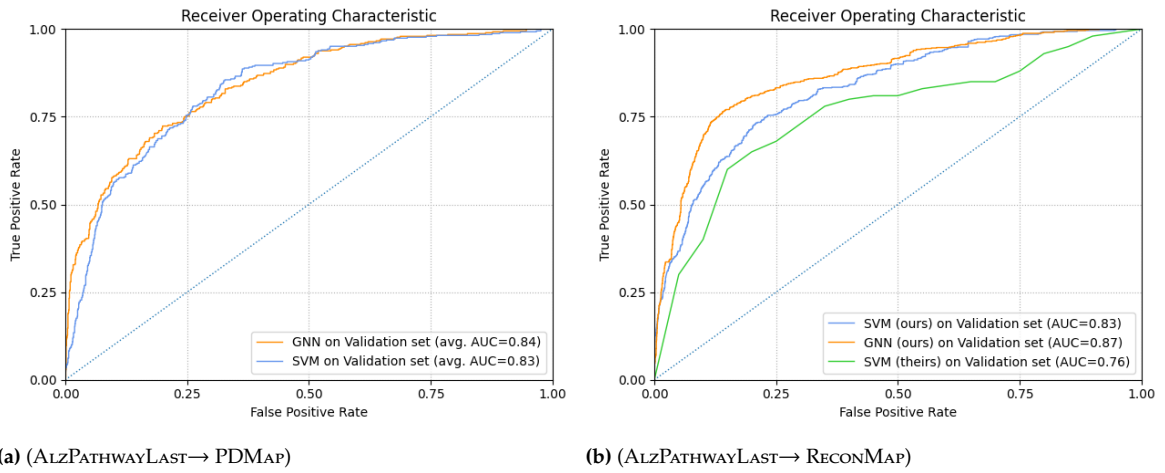 Receiver Operating Characteristic
1.00
0.75
0.50
0.25
0.00
True Positive Rate
0.00 0.25 0.50 0.75 1.00
False Positive Rate
GNN on Validation set (avg. AUC=0.84)
SVM on Validation set (avg. AUC=0.83)
(a) (AlzPathwayLast→ PDMap)
Receiver Operating Characteristic
1.00
0.75
0.50
0.25
0.00
True Positive Rate
0.00 0.25 0.50 0.75 1.00
False Positive Rate
SVM (ours) on Validation set (AUC=0.83)
GNN (ours) on Validation set (AUC=0.87)
SVM (theirs) on Validation set (AUC=0.76)
(b) (AlzPathwayLast→ ReconMap)